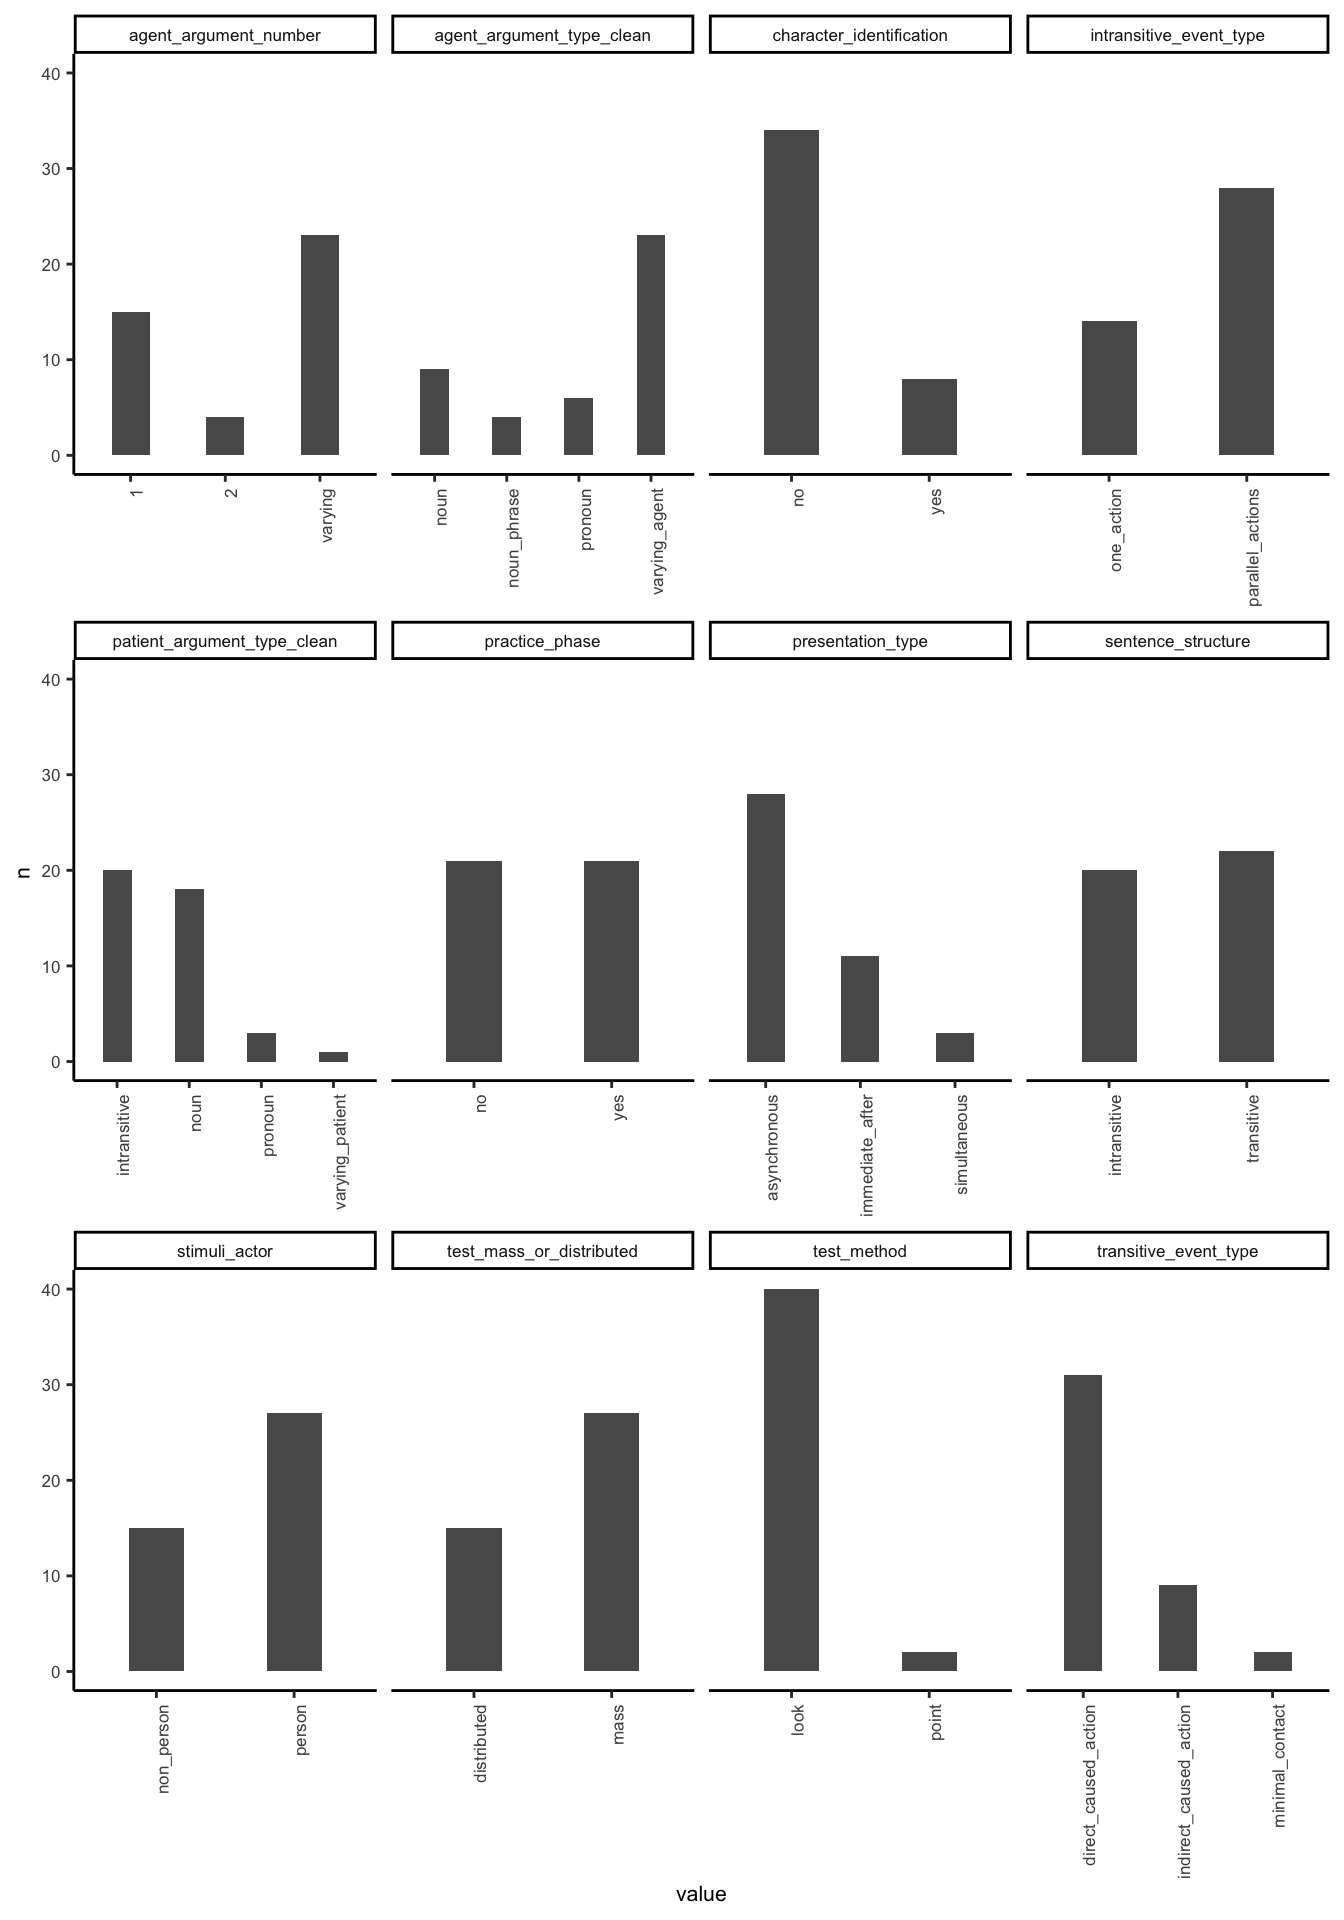 agent_argument_number
agent_argument_type_clean
character_identification
intransitive_event_type
40
30
20
10
0
1
2
varying
noun
noun_phrase
pronoun
varying_agent
no
yes
one_action
parallel_actions
patient_argument_type_clean
practice_phase
presentation_type
sentence_structure
n
40
30
20
10
0
intransitive
noun
pronoun
varying_patient
no
yes
asynchronous
immediate_after
simultaneous
intransitive
transitive
stimuli_actor
test_mass_or_distributed
test_method
transitive_event_type
40
30
20
10
0
non_person
person
distributed
mass
look
point
direct_caused_action
indirect_caused_action
minimal_contact
value